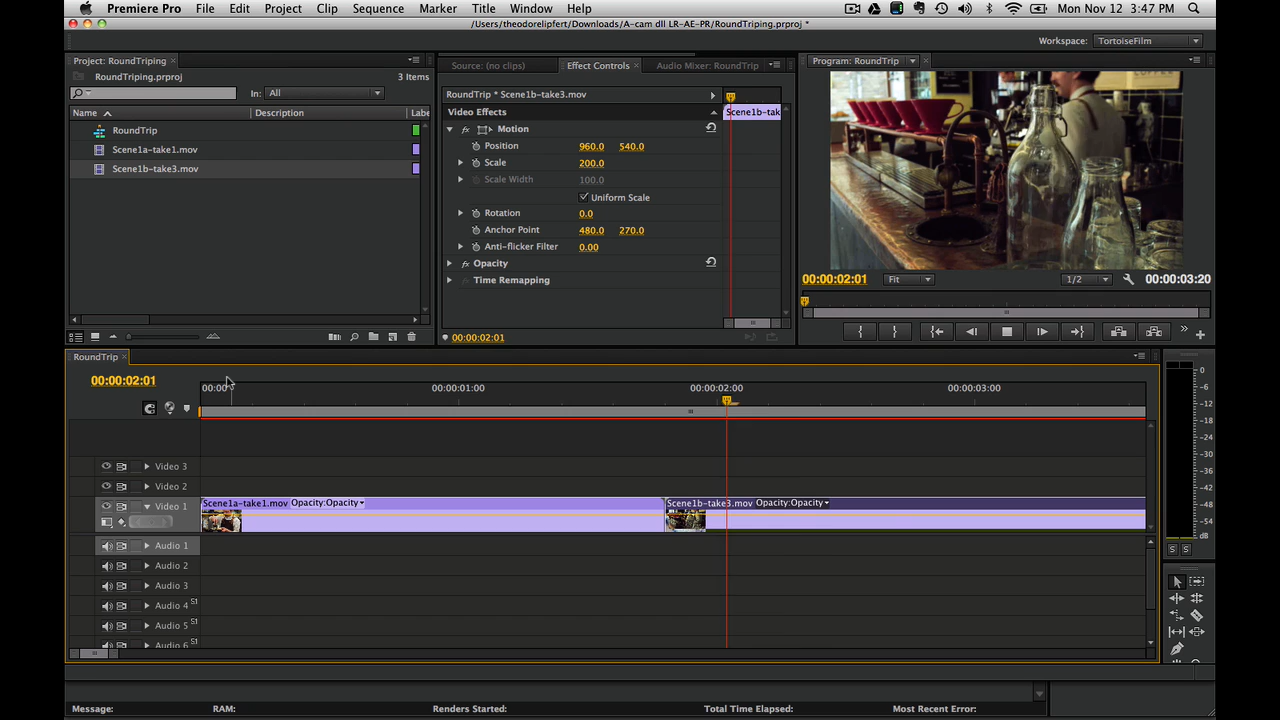 Premiere Pro File Edit Project Clip Sequence Marker Title Window Help Mon Nov 12 3:47 PM
/Users/theodorelipfert/Downloads/A-cam dll LR-AE-PR/RoundTriping.prproj *
Workspace: TortoiseFilm
Project: RoundTriping ×
RoundTriping.prproj 3 Items
In: All
Name Description Labe
RoundTrip
Scene1a-take1.mov
Scene1b-take3.mov
Source: (no clips) Effect Controls × Audio Mixer: RoundTrip
RoundTrip * Scene1b-take3.mov
Video Effects Scene1b-tak
fx Motion
Position 960.0 540.0
Scale 200.0
Scale Width 100.0
Uniform Scale
Rotation 0.0
Anchor Point 480.0 270.0
Anti-flicker Filter 0.00
fx Opacity
Time Remapping
00:00:02:01
Program: RoundTrip ×
00:00:02:01 Fit 1/2 00:00:03:20
RoundTrip ×
00:00:02:01 00:00 00:00:01:00 00:00:02:00 00:00:03:00
Video 3
Video 2
Video 1 Scene1a-take1.mov Opacity:Opacity Scene1b-take3.mov Opacity:Opacity
Audio 1
Audio 2
Audio 3
Audio 4 S1
Audio 5 S1
Audio 6 S1
0
-6
-12
-18
-24
-30
-36
-42
-48
-54
dB
S S
Message: RAM: Renders Started: Total Time Elapsed: Most Recent Error: